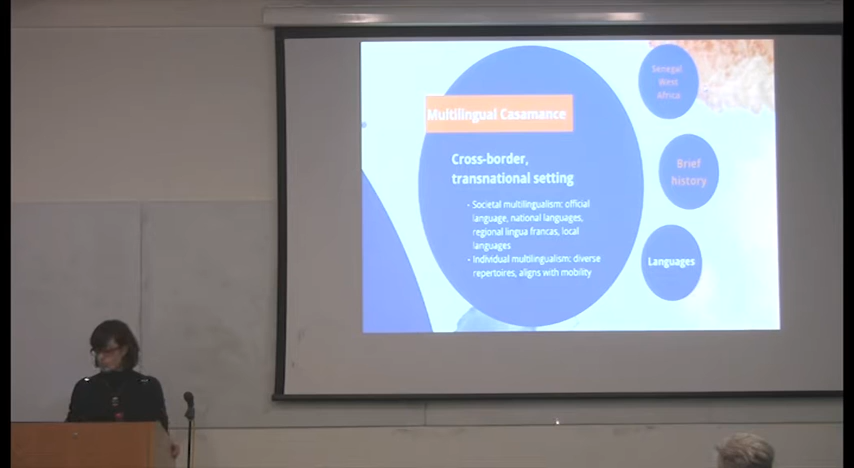 Multilingual Casamance
Cross-border,
transnational setting
- Societal multilingualism: official
language, national languages,
regional lingua francas, local
languages
- Individual multilingualism: diverse
repertoires, aligns with mobility
Senegal
West
Africa
Brief
history
Languages